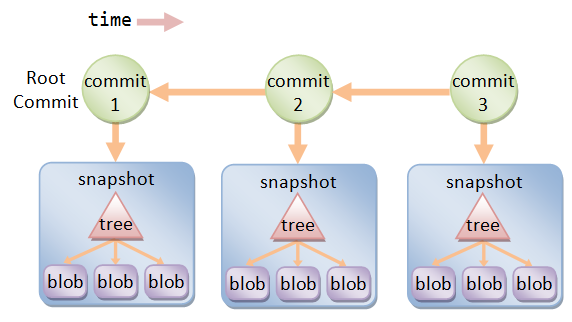 time
Root
Commit
commit
1
commit
2
commit
3
snapshot
tree
blob blob blob
snapshot
tree
blob blob blob
snapshot
tree
blob blob blob